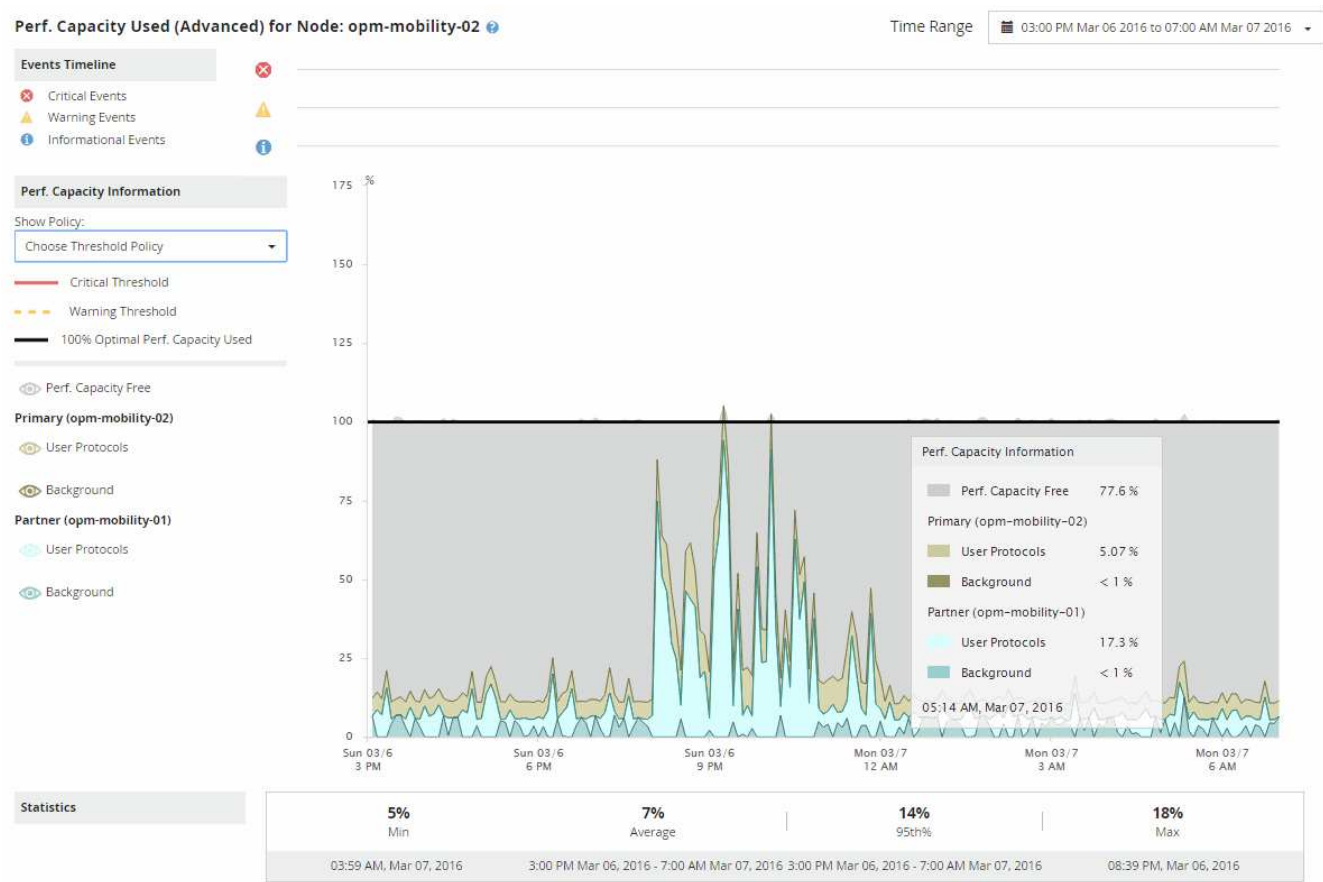 Perf. Capacity Used (Advanced) for Node: opm-mobility-02 ?
Time Range 03:00 PM Mar 06 2016 to 07:00 AM Mar 07 2016
Events Timeline
Critical Events
Warning Events
Informational Events
Perf. Capacity Information
Show Policy:
Choose Threshold Policy
Critical Threshold
Warning Threshold
100% Optimal Perf. Capacity Used
Perf. Capacity Free
Primary (opm-mobility-02)
User Protocols
Background
Partner (opm-mobility-01)
User Protocols
Background
175 %
150
125
100
75
50
25
0
Sun 03/6 Sun 03/6 Sun 03/6 Mon 03/7 Mon 03/7 Mon 03/7
3 PM 6 PM 9 PM 12 AM 3 AM 6 AM
Perf. Capacity Information
Perf. Capacity Free 77.6 %
Primary (opm-mobility-02)
User Protocols 5.07 %
Background < 1 %
Partner (opm-mobility-01)
User Protocols 17.3 %
Background < 1 %
05:14 AM, Mar 07, 2016
Statistics
5% 7% 14% 18%
Min Average 95th% Max
03:59 AM, Mar 07, 2016 3:00 PM Mar 06, 2016 - 7:00 AM Mar 07, 2016 3:00 PM Mar 06, 2016 - 7:00 AM Mar 07, 2016 08:39 PM, Mar 06, 2016